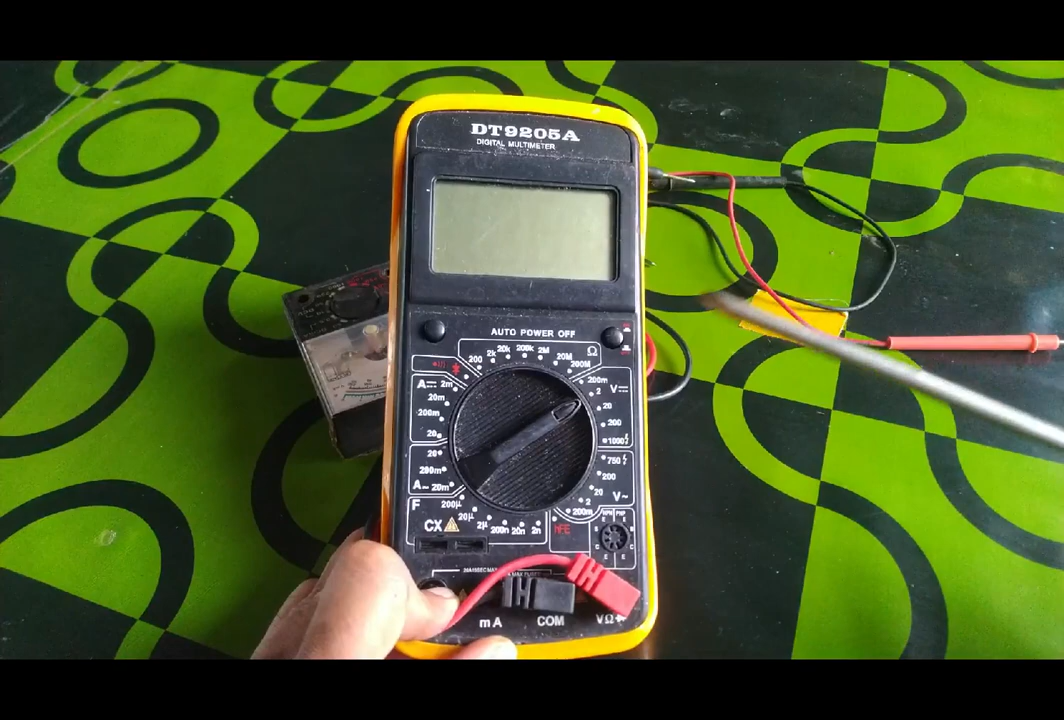 DT9205A
DIGITAL MULTIMETER
AUTO POWER OFF
200 2k 20k 200k 2M 20M 200M Ω
A⎓ 2m
20m
200m
20
20
200m
A~ 20m
200m
2
V⎓
20
200
1000
750
200
20
V~
2
200m
F
200µ 20µ 2µ 200n 20n 2n
CX
hFE
NPN PNP
E E
B B
C C
E E
mA COM VΩ